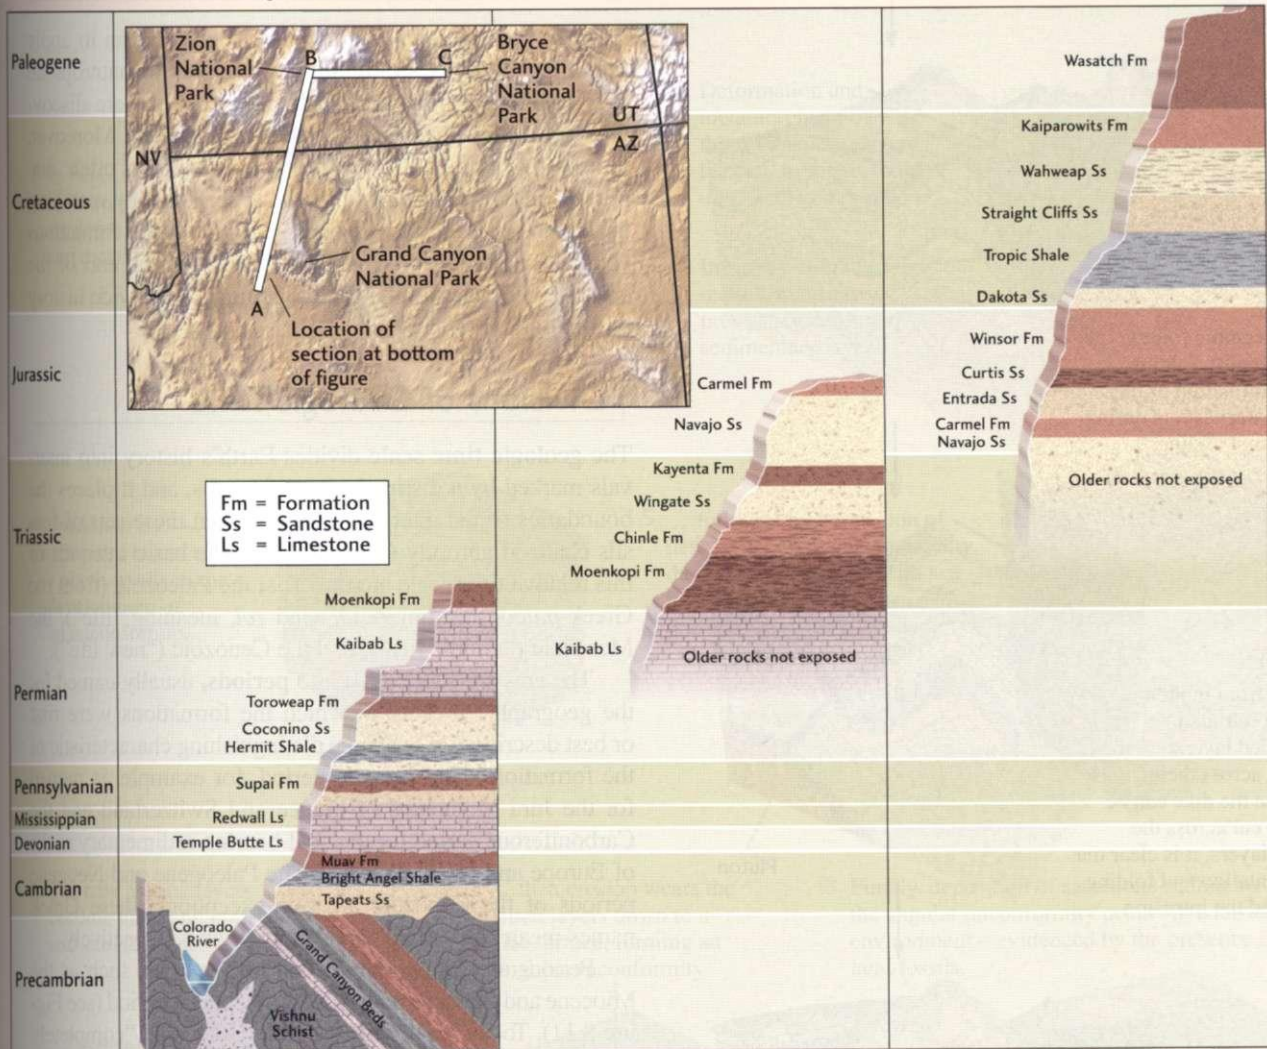 Paleogene
Cretaceous
Jurassic
Triassic
Permian
Pennsylvanian
Mississippian
Devonian
Cambrian
Precambrian
Zion
National
Park
B
C
Bryce
Canyon
National
Park
UT
AZ
NV
Grand Canyon
National Park
A
Location of
section at bottom
of figure
Fm = Formation
Ss = Sandstone
Ls = Limestone
Moenkopi Fm
Kaibab Ls
Toroweap Fm
Coconino Ss
Hermit Shale
Supai Fm
Redwall Ls
Temple Butte Ls
Muav Fm
Bright Angel Shale
Tapeats Ss
Colorado
River
Grand Canyon Beds
Vishnu
Schist
Carmel Fm
Navajo Ss
Kayenta Fm
Wingate Ss
Chinle Fm
Moenkopi Fm
Kaibab Ls
Older rocks not exposed
Wasatch Fm
Kaiparowits Fm
Wahweap Ss
Straight Cliffs Ss
Tropic Shale
Dakota Ss
Winsor Fm
Curtis Ss
Entrada Ss
Carmel Fm
Navajo Ss
Older rocks not exposed